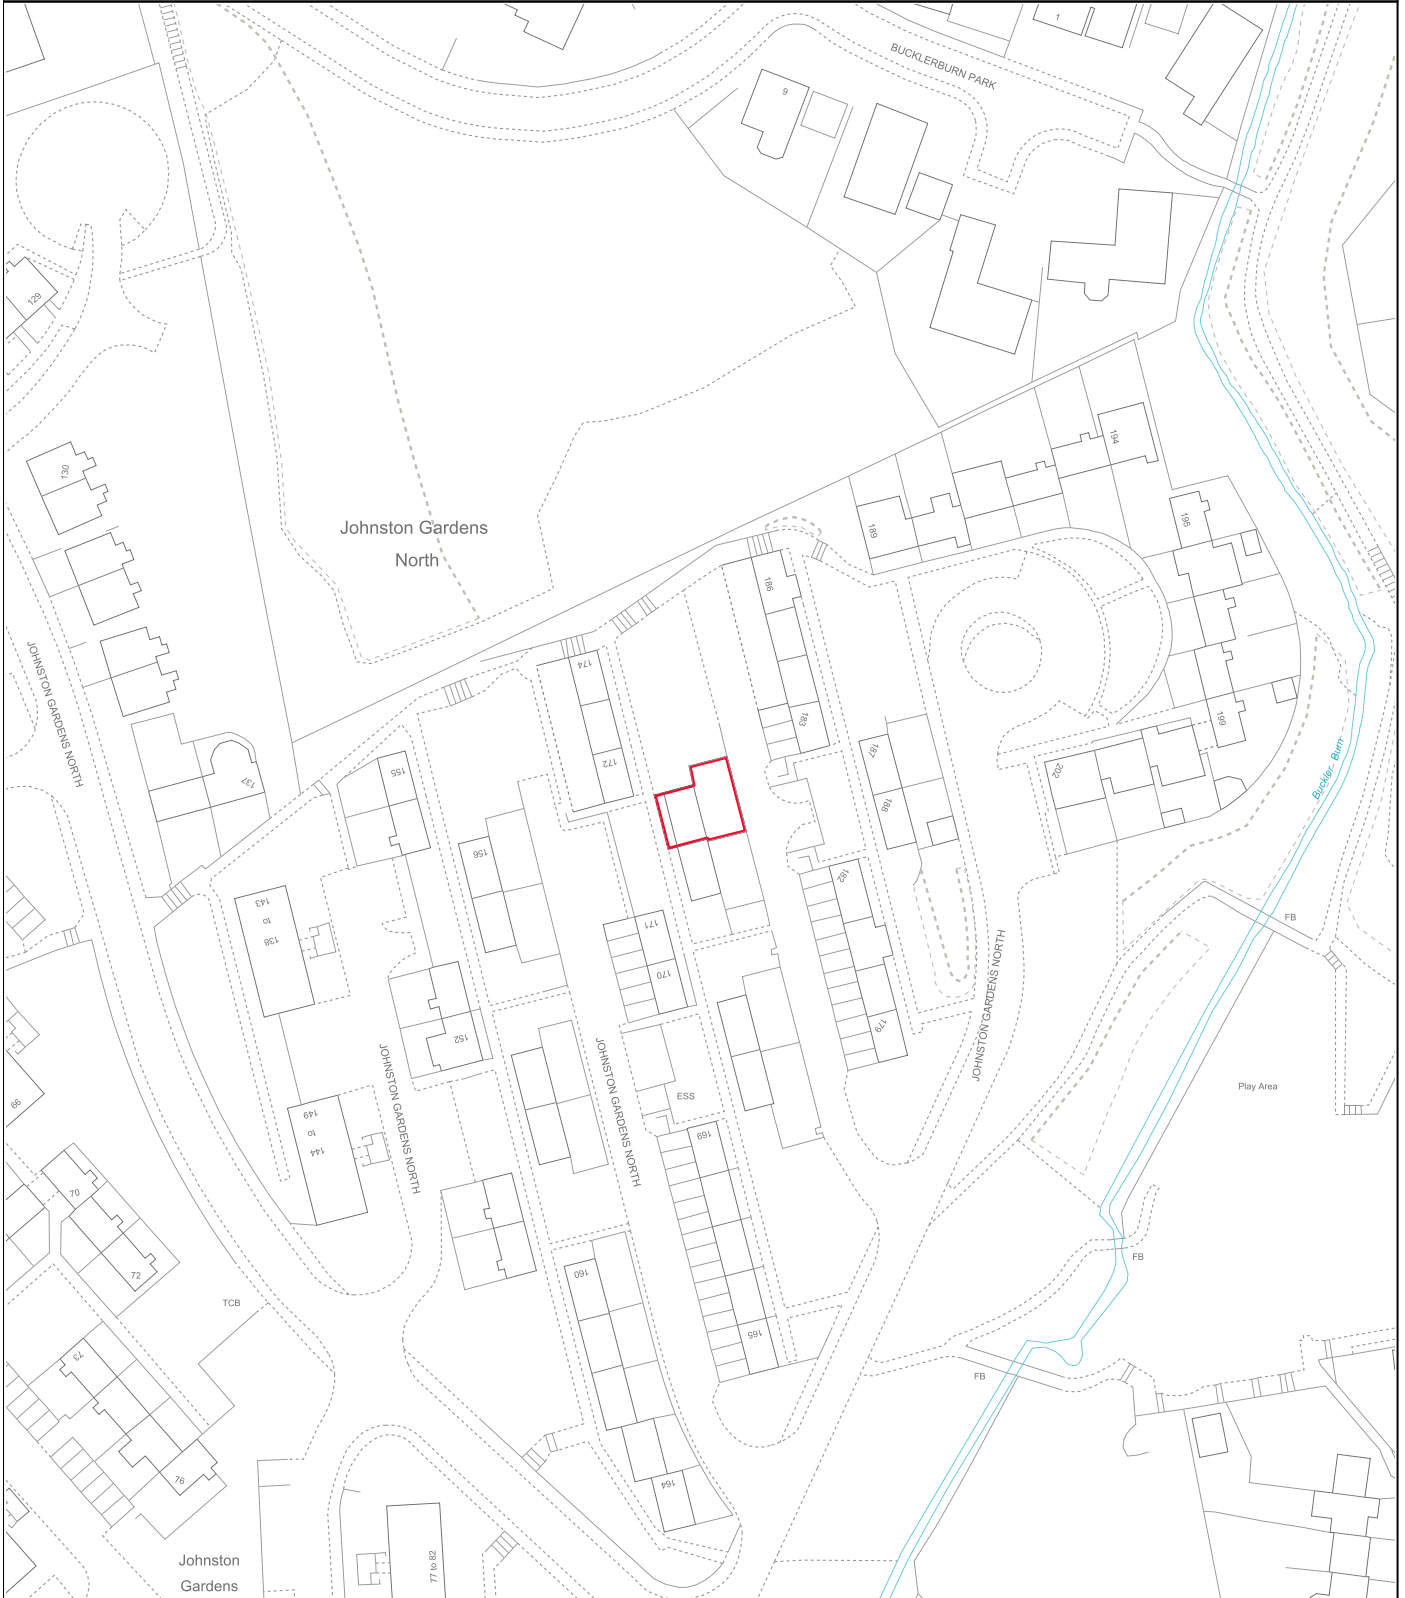 1
BUCKLERBURN PARK
9
129
130
194
189
195
Johnston Gardens
North
186
174
JOHNSTON GARDENS NORTH
183
199
172
187
202
155
137
Buckler Burn
188
156
182
143
to
138
171
FB
170
JOHNSTON GARDENS NORTH
179
152
JOHNSTON GARDENS NORTH
JOHNSTON GARDENS NORTH
Play Area
ESS
66
149
to
144
169
70
FB
72
160
TCB
165
73
FB
76
164
Johnston
Gardens
77 to 82